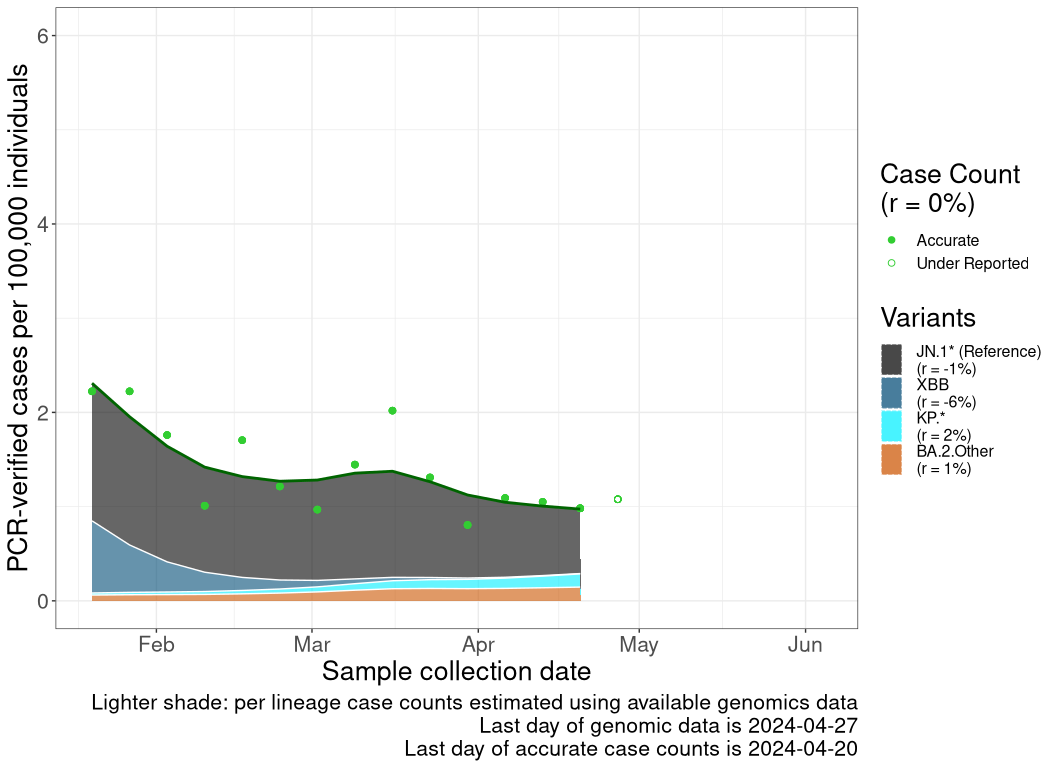 PCR-verified cases per 100,000 individuals
6
4
2
0
Feb Mar Apr May Jun
Sample collection date
Lighter shade: per lineage case counts estimated using available genomics data
Last day of genomic data is 2024-04-27
Last day of accurate case counts is 2024-04-20
Case Count
(r = 0%)
Accurate
Under Reported
Variants
JN.1* (Reference)
(r = -1%)
XBB
(r = -6%)
KP.*
(r = 2%)
BA.2.Other
(r = 1%)